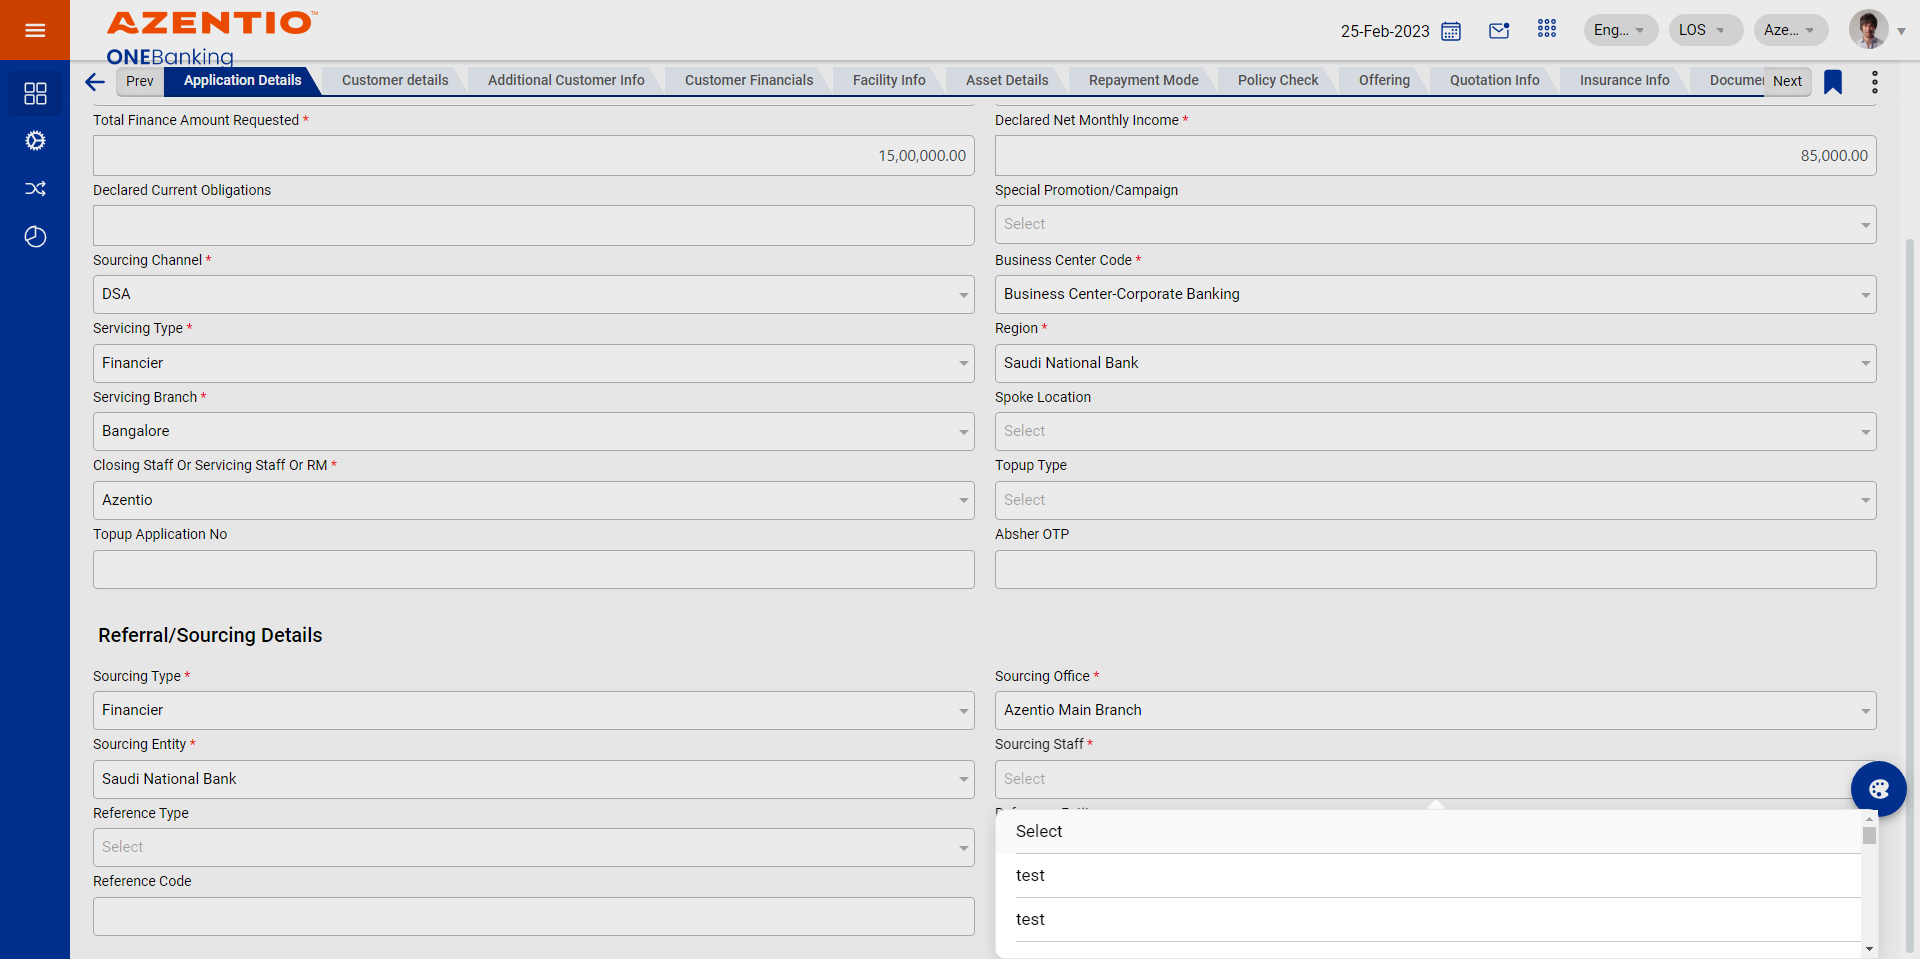 AZENTIO™
ONEBanking
25-Feb-2023
Eng...
LOS
Aze...
Prev
Application Details
Customer details
Additional Customer Info
Customer Financials
Facility Info
Asset Details
Repayment Mode
Policy Check
Offering
Quotation Info
Insurance Info
Documen
Next
Total Finance Amount Requested *
Declared Net Monthly Income *
15,00,000.00
85,000.00
Declared Current Obligations
Special Promotion/Campaign
Select
Sourcing Channel *
Business Center Code *
DSA
Business Center-Corporate Banking
Servicing Type *
Region *
Financier
Saudi National Bank
Servicing Branch *
Spoke Location
Bangalore
Select
Closing Staff Or Servicing Staff Or RM *
Topup Type
Azentio
Select
Topup Application No
Absher OTP
Referral/Sourcing Details
Sourcing Type *
Sourcing Office *
Financier
Azentio Main Branch
Sourcing Entity *
Sourcing Staff *
Saudi National Bank
Select
Reference Type
Select
Select
test
Reference Code
test